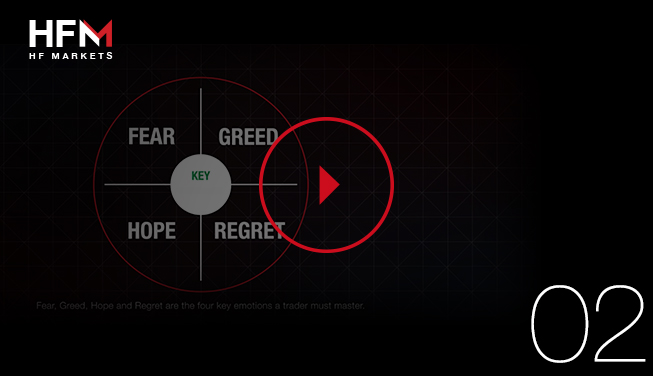 HFM
HF MARKETS
FEAR
GREED
KEY
HOPE
REGRET
Fear, Greed, Hope and Regret are the four key emotions a trader must master.
02